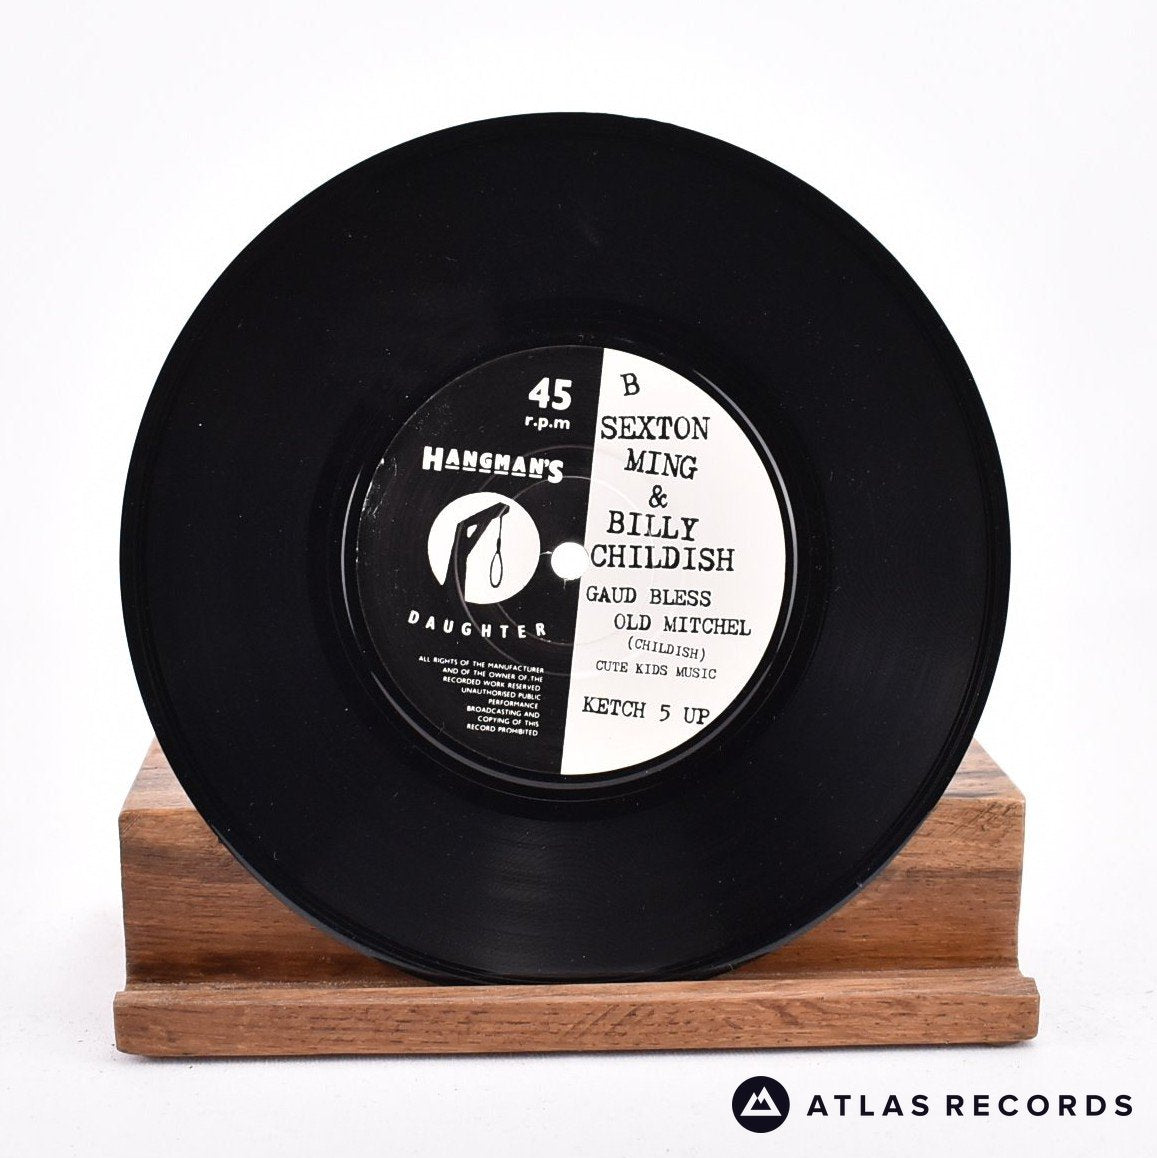 45
r.p.m
HANGMAN'S
DAUGHTER
ALL RIGHTS OF THE MANUFACTURER
AND OF THE OWNER OF THE
RECORDED WORK RESERVED
UNAUTHORISED PUBLIC
PERFORMANCE
BROADCASTING AND
COPYING OF THIS
RECORD PROHIBITED
B
SEXTON
MING
&
BILLY
CHILDISH
GAUD BLESS
OLD MITCHEL
(CHILDISH)
CUTE KIDS MUSIC
KETCH 5 UP
ATLAS RECORDS